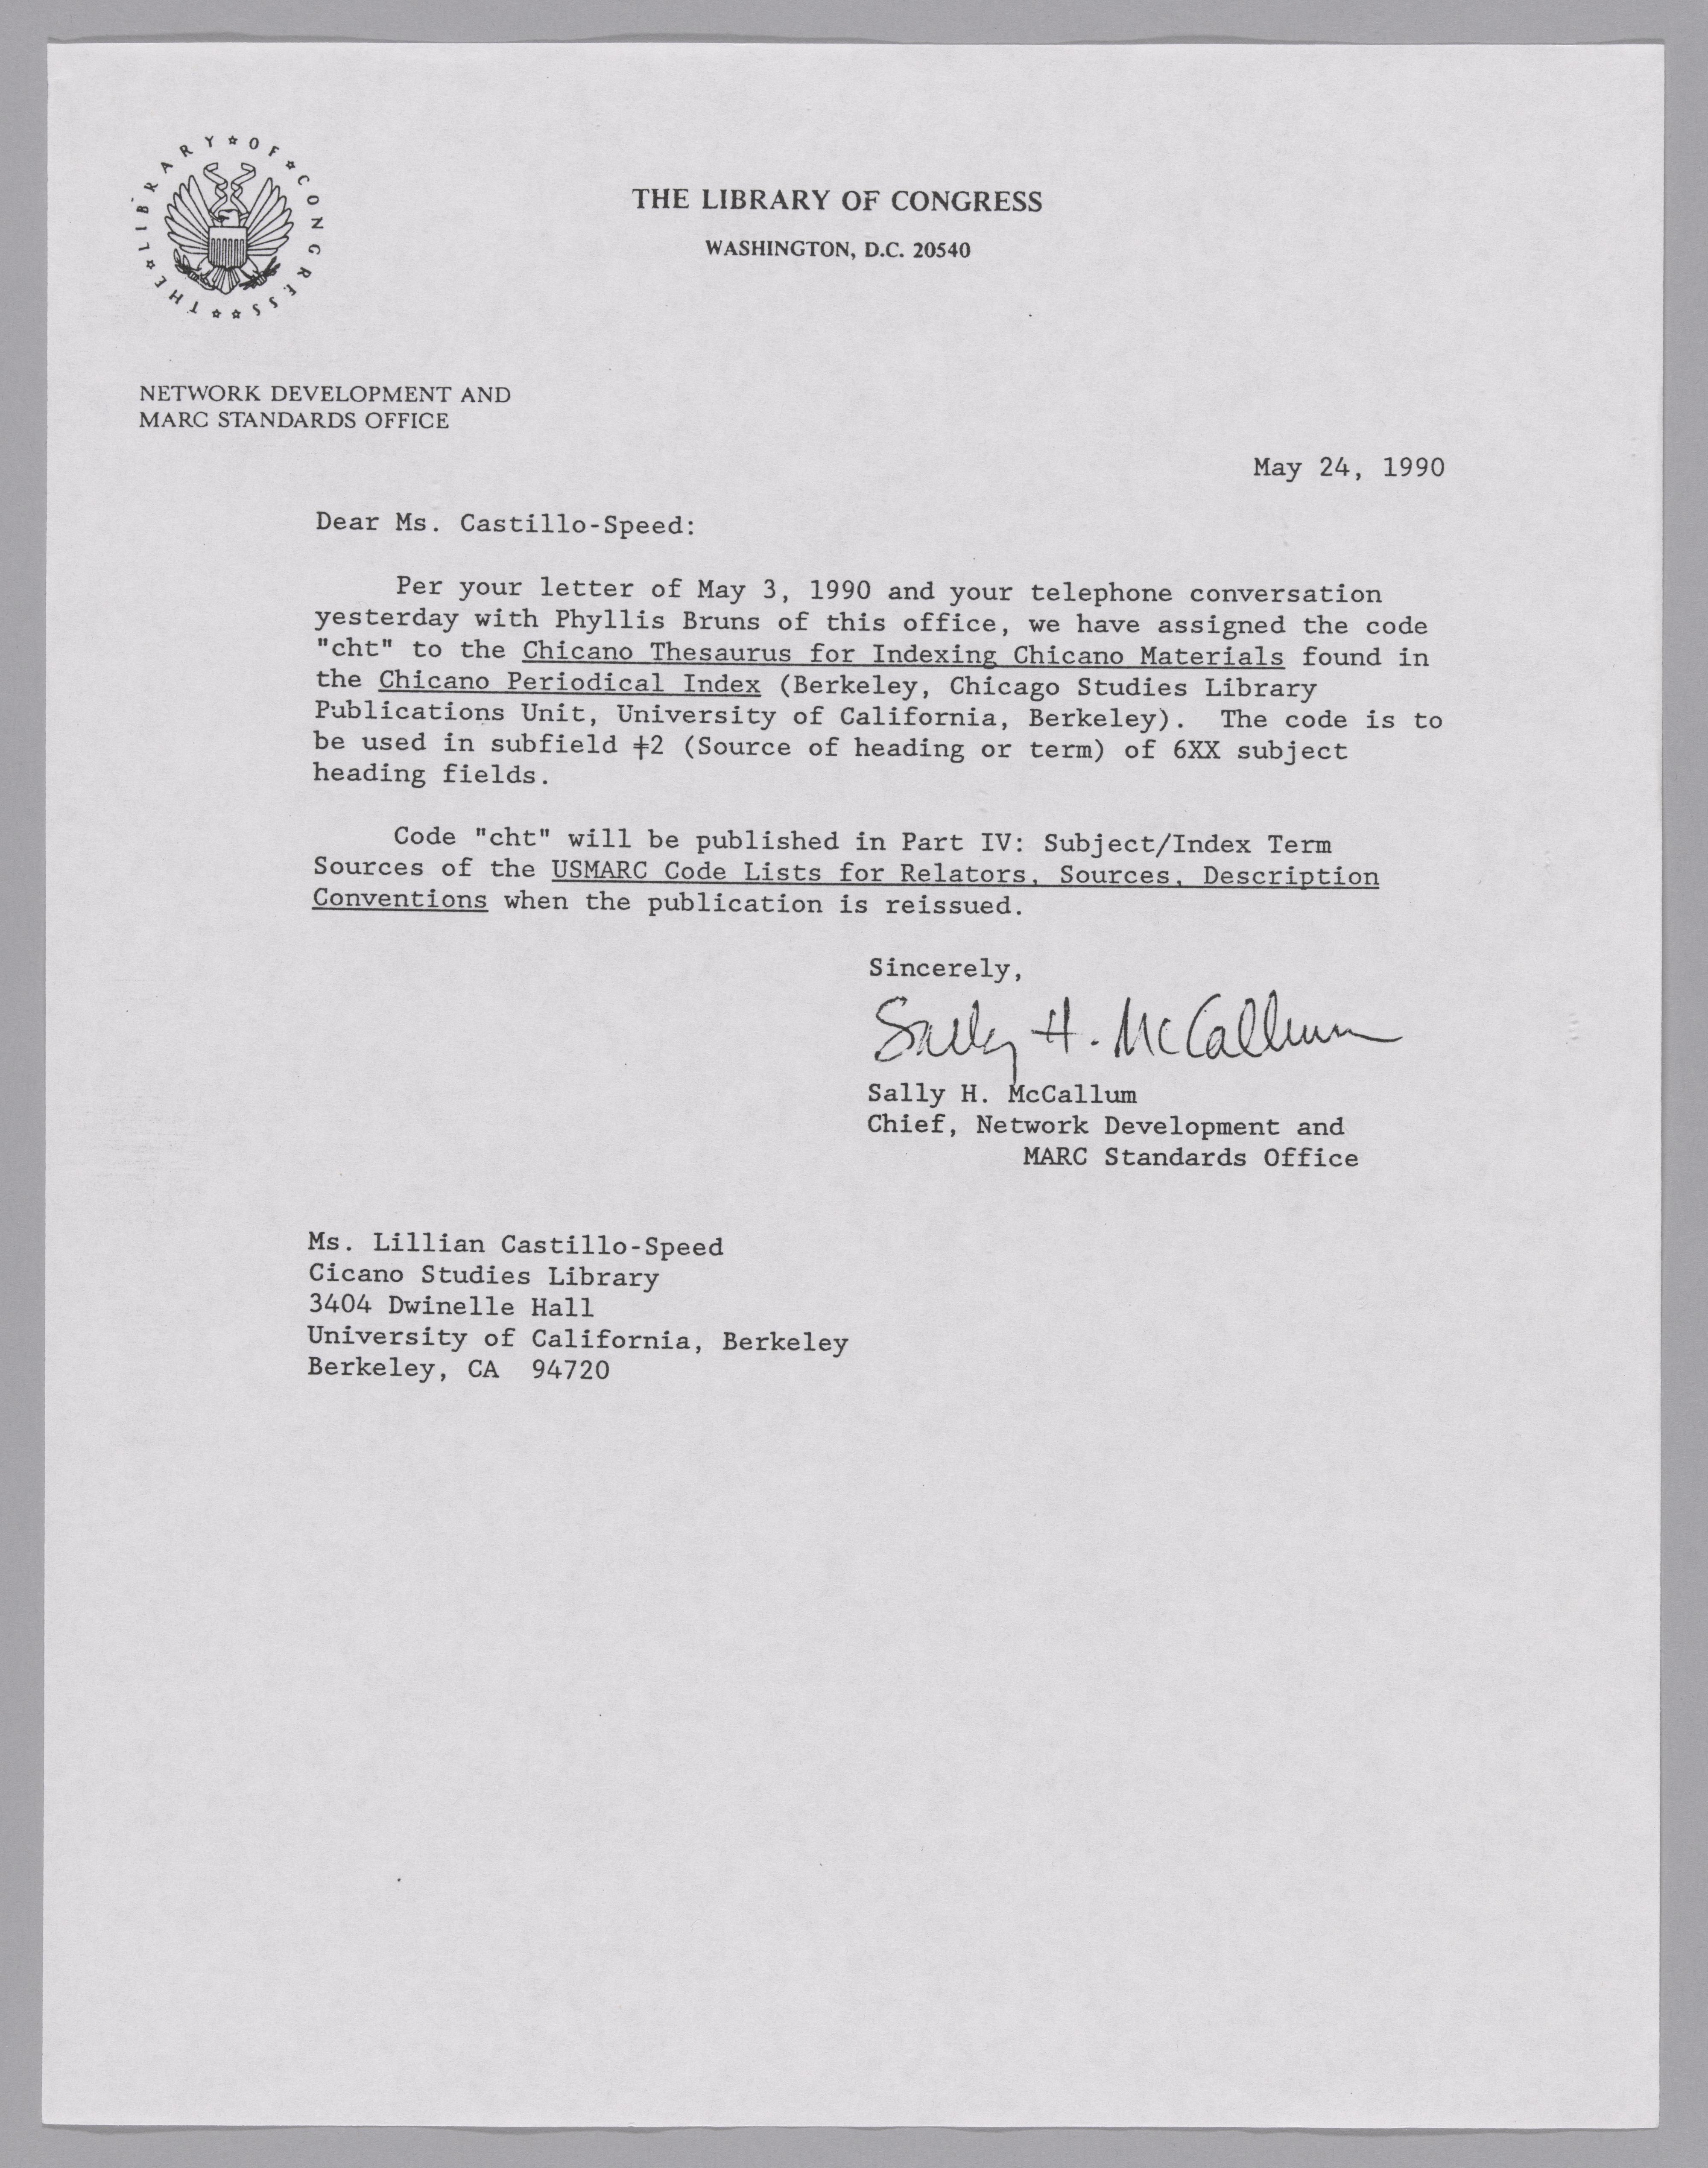 THE ★ LIBRARY ★ OF ★ CONGRESS ★ ★
THE LIBRARY OF CONGRESS
WASHINGTON, D.C. 20540
NETWORK DEVELOPMENT AND
MARC STANDARDS OFFICE
May 24, 1990
Dear Ms. Castillo-Speed:
Per your letter of May 3, 1990 and your telephone conversation
yesterday with Phyllis Bruns of this office, we have assigned the code
"cht" to the Chicano Thesaurus for Indexing Chicano Materials found in
the Chicano Periodical Index (Berkeley, Chicago Studies Library
Publications Unit, University of California, Berkeley).  The code is to
be used in subfield ǂ2 (Source of heading or term) of 6XX subject
heading fields.
Code "cht" will be published in Part IV: Subject/Index Term
Sources of the USMARC Code Lists for Relators, Sources, Description
Conventions when the publication is reissued.
Sincerely,
Sally H. McCallum
Sally H. McCallum
Chief, Network Development and
MARC Standards Office
Ms. Lillian Castillo-Speed
Cicano Studies Library
3404 Dwinelle Hall
University of California, Berkeley
Berkeley, CA  94720